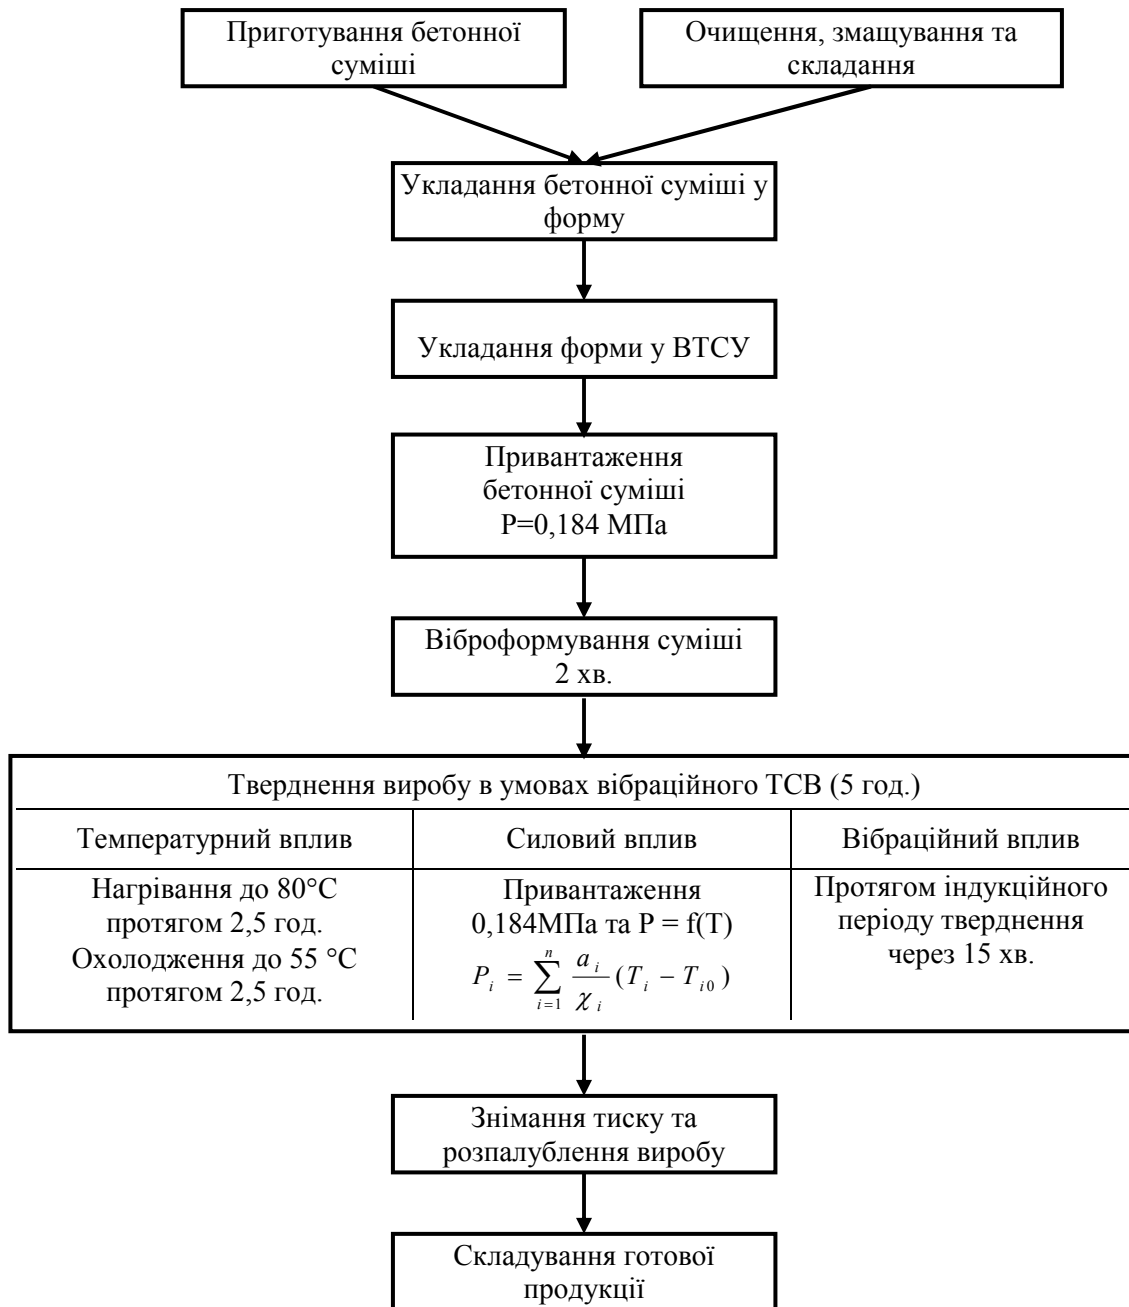 Приготування бетонної
суміші
Очищення, змащування та
складання
Укладання бетонної суміші у
форму
Укладання форми у ВТСУ
Привантаження
бетонної суміші
Р=0,184 МПа
Віброформування суміші
2 хв.
Тверднення виробу в умовах вібраційного ТСВ (5 год.)
Температурний вплив
Силовий вплив
Вібраційний вплив
Нагрівання до 80°С
протягом 2,5 год.
Охолодження до 55 °С
протягом 2,5 год.
Привантаження
0,184МПа та Р = f(T)
P_i = \sum_{i=1}^{n} \frac{a_i}{\chi_i} (T_i − T_{i0})
Протягом індукційного
періоду тверднення
через 15 хв.
Знімання тиску та
розпалублення виробу
Складування готової
продукції